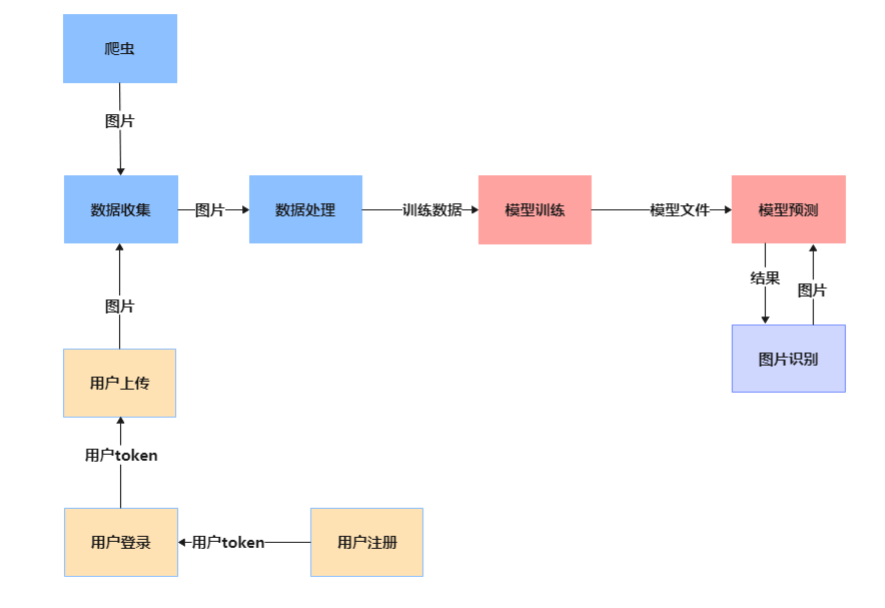 爬虫
图片
数据收集
图片
数据处理
训练数据
模型训练
模型文件
模型预测
结果
图片
图片识别
图片
用户上传
用户token
用户登录
用户token
用户注册